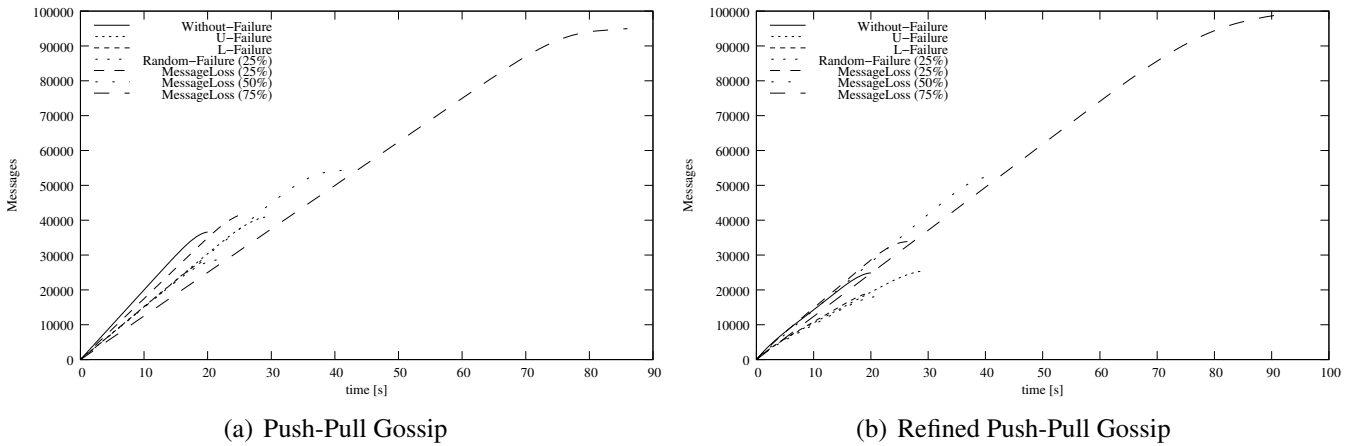 100000
90000
80000
70000
60000
50000
40000
30000
20000
10000
0
Messages
Without-Failure
U-Failure
L-Failure
Random-Failure (25%)
MessageLoss (25%)
MessageLoss (50%)
MessageLoss (75%)
0 10 20 30 40 50 60 70 80 90
time [s]
(a) Push-Pull Gossip
100000
90000
80000
70000
60000
50000
40000
30000
20000
10000
0
Messages
Without-Failure
U-Failure
L-Failure
Random-Failure (25%)
MessageLoss (25%)
MessageLoss (50%)
MessageLoss (75%)
0 10 20 30 40 50 60 70 80 90 100
time [s]
(b) Refined Push-Pull Gossip